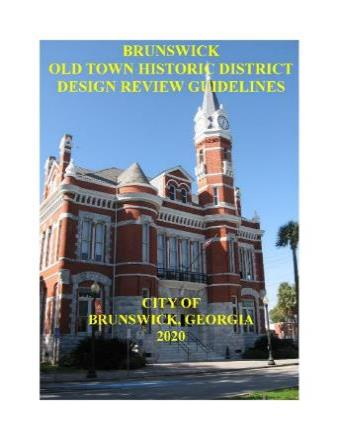 BRUNSWICK
OLD TOWN HISTORIC DISTRICT
DESIGN REVIEW GUIDELINES
CITY OF
BRUNSWICK, GEORGIA
2020